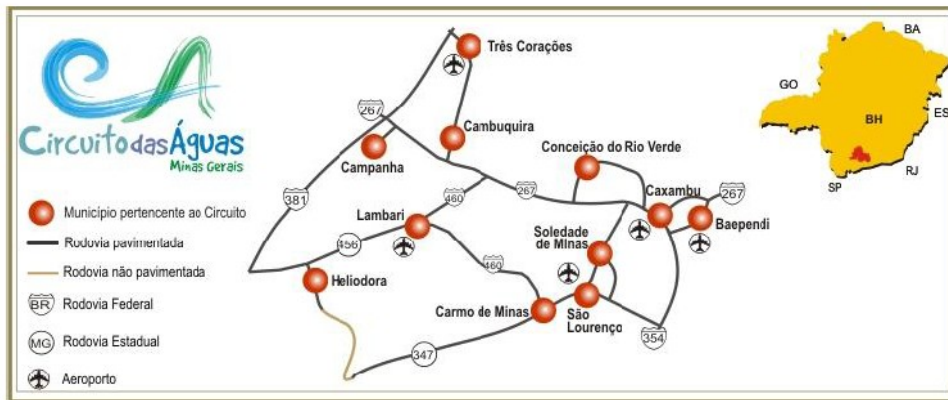 Circuito das Águas
Minas Gerais
Município pertencente ao Circuito
Rodovia pavimentada
Rodovia não pavimentada
BR
Rodovia Federal
MG
Rodovia Estadual
Aeroporto
Três Corações
267
Cambuquira
Campanha
Conceição do Rio Verde
381
460
267
Caxambu
267
Lambari
Baependi
456
Soledade
de Minas
Heliodora
460
Carmo de Minas
São
Lourenço
354
347
BA
GO
ES
BH
SP
RJ